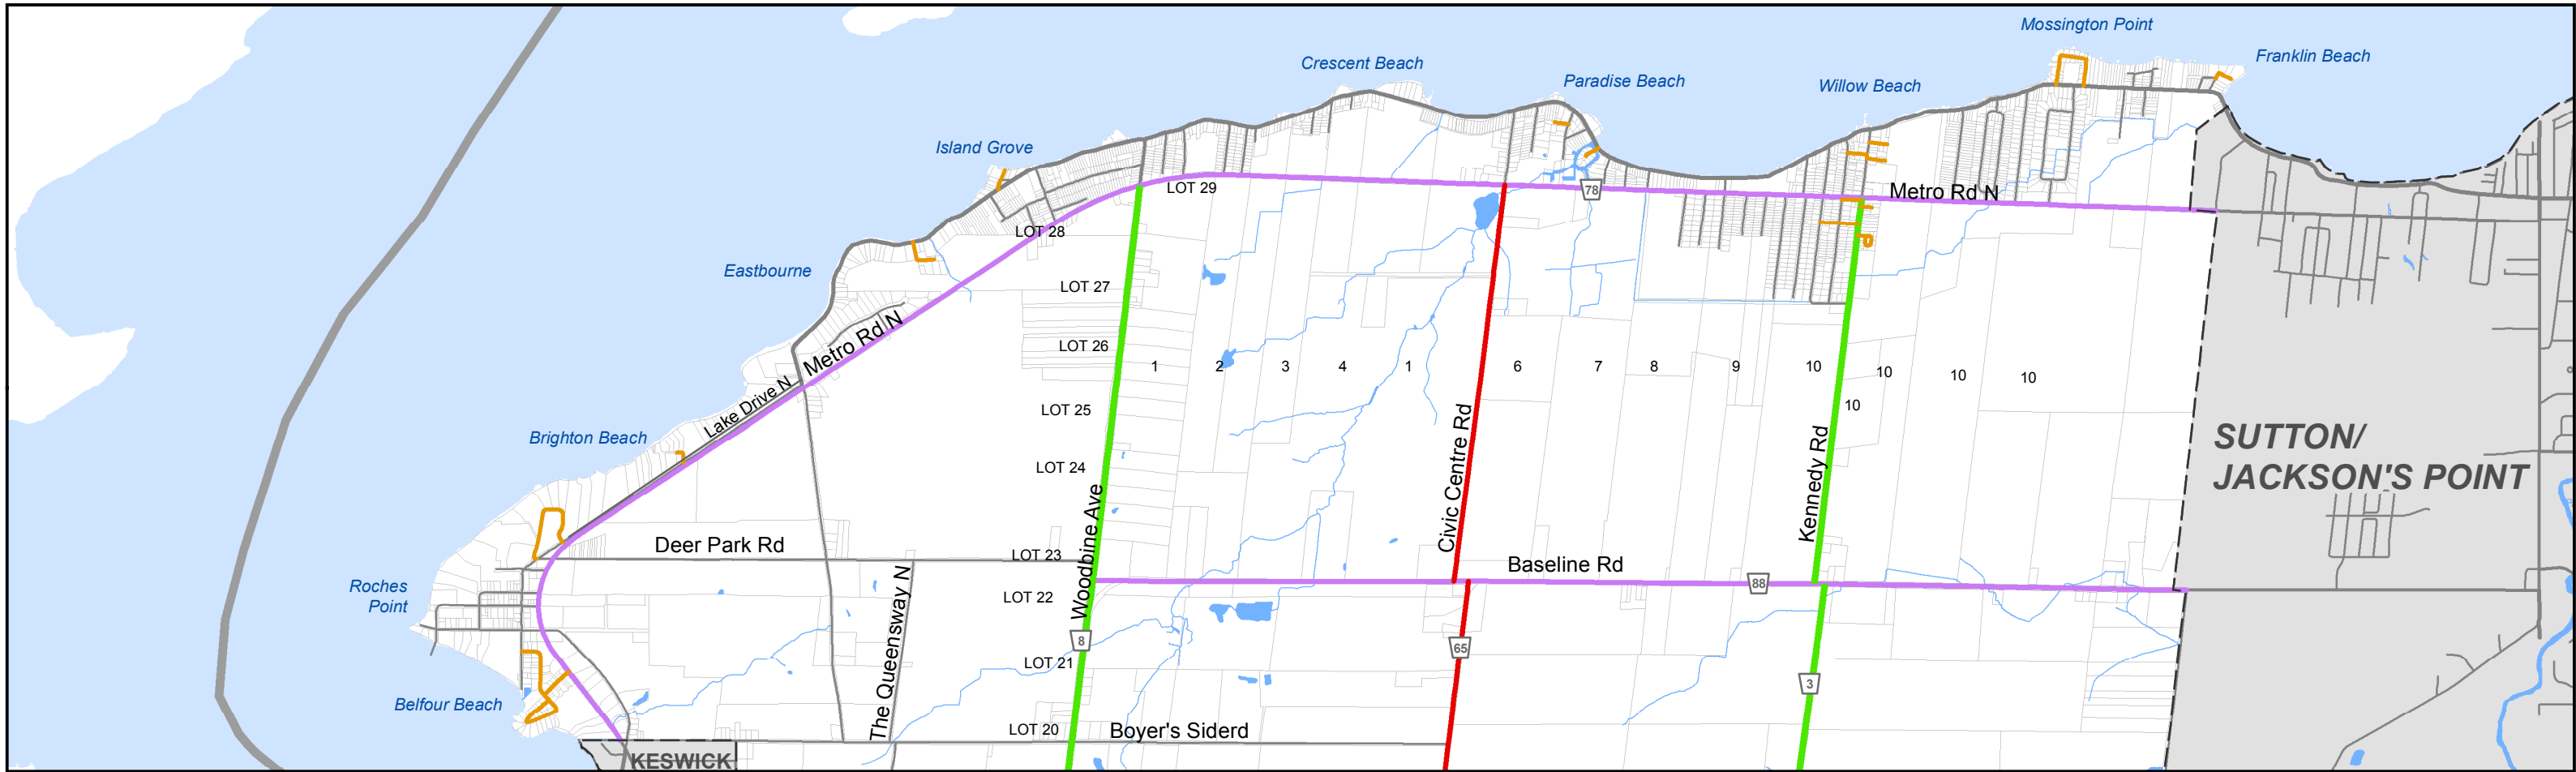 Mossington Point
Franklin Beach
Crescent Beach
Paradise Beach
Willow Beach
Island Grove
LOT 29
78
Metro Rd N
LOT 28
Eastbourne
LOT 27
Metro Rd N
LOT 26
1
2
3
4
1
6
7
8
9
10
10
10
10
10
Lake Drive N
LOT 25
Brighton Beach
Civic Centre Rd
Kennedy Rd
SUTTON/
JACKSON'S POINT
LOT 24
Woodbine Ave
Deer Park Rd
LOT 23
Baseline Rd
88
Roches
Point
LOT 22
The Queensway N
8
65
LOT 21
3
Belfour Beach
LOT 20
Boyer's Siderd
KESWICK